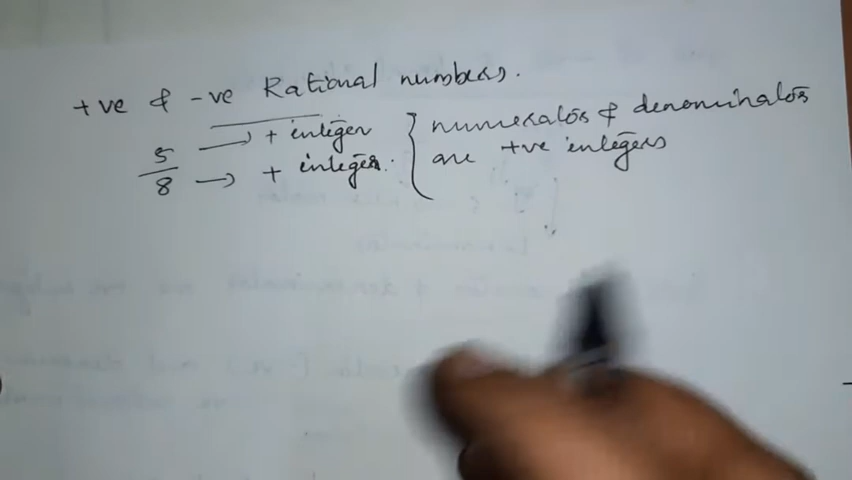 +ve & -ve Rational numbers.
5/8 → + integer
→ + integer.
numerators & denominators
are +ve integers